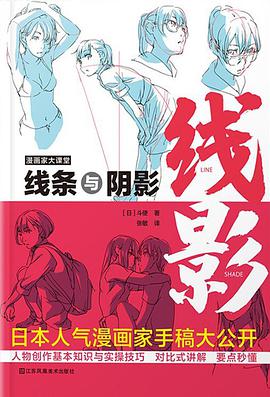 漫画家大课堂
线条与阴影
线影
LINE
SHADE
[日]斗使 著
张敏 译
日本人气漫画家手稿大公开
人物创作基本知识与实操技巧 对比式讲解 要点秒懂
江苏凤凰美术出版社